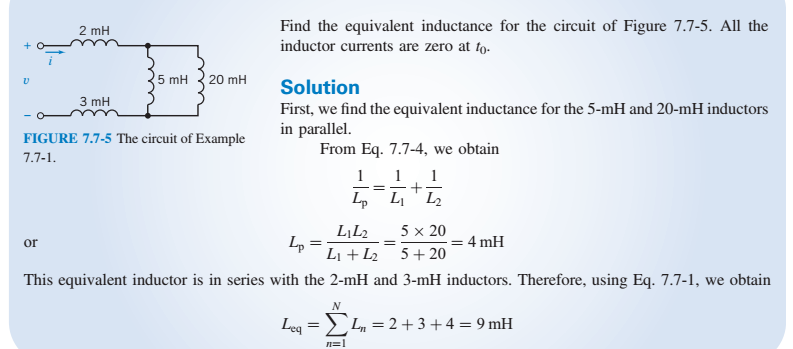 2 mH
+
i
v
5 mH
20 mH
3 mH
–
FIGURE 7.7-5 The circuit of Example
7.7-1.
Find the equivalent inductance for the circuit of Figure 7.7-5. All the
inductor currents are zero at t₀.
Solution
First, we find the equivalent inductance for the 5-mH and 20-mH inductors
in parallel.
From Eq. 7.7-4, we obtain
1/Lₚ = 1/L₁ + 1/L₂
or
Lₚ = L₁L₂/(L₁ + L₂) = (5 × 20)/(5 + 20) = 4 mH
This equivalent inductor is in series with the 2-mH and 3-mH inductors. Therefore, using Eq. 7.7-1, we obtain
L_eq = ∑_{n=1}^{N} Lₙ = 2 + 3 + 4 = 9 mH